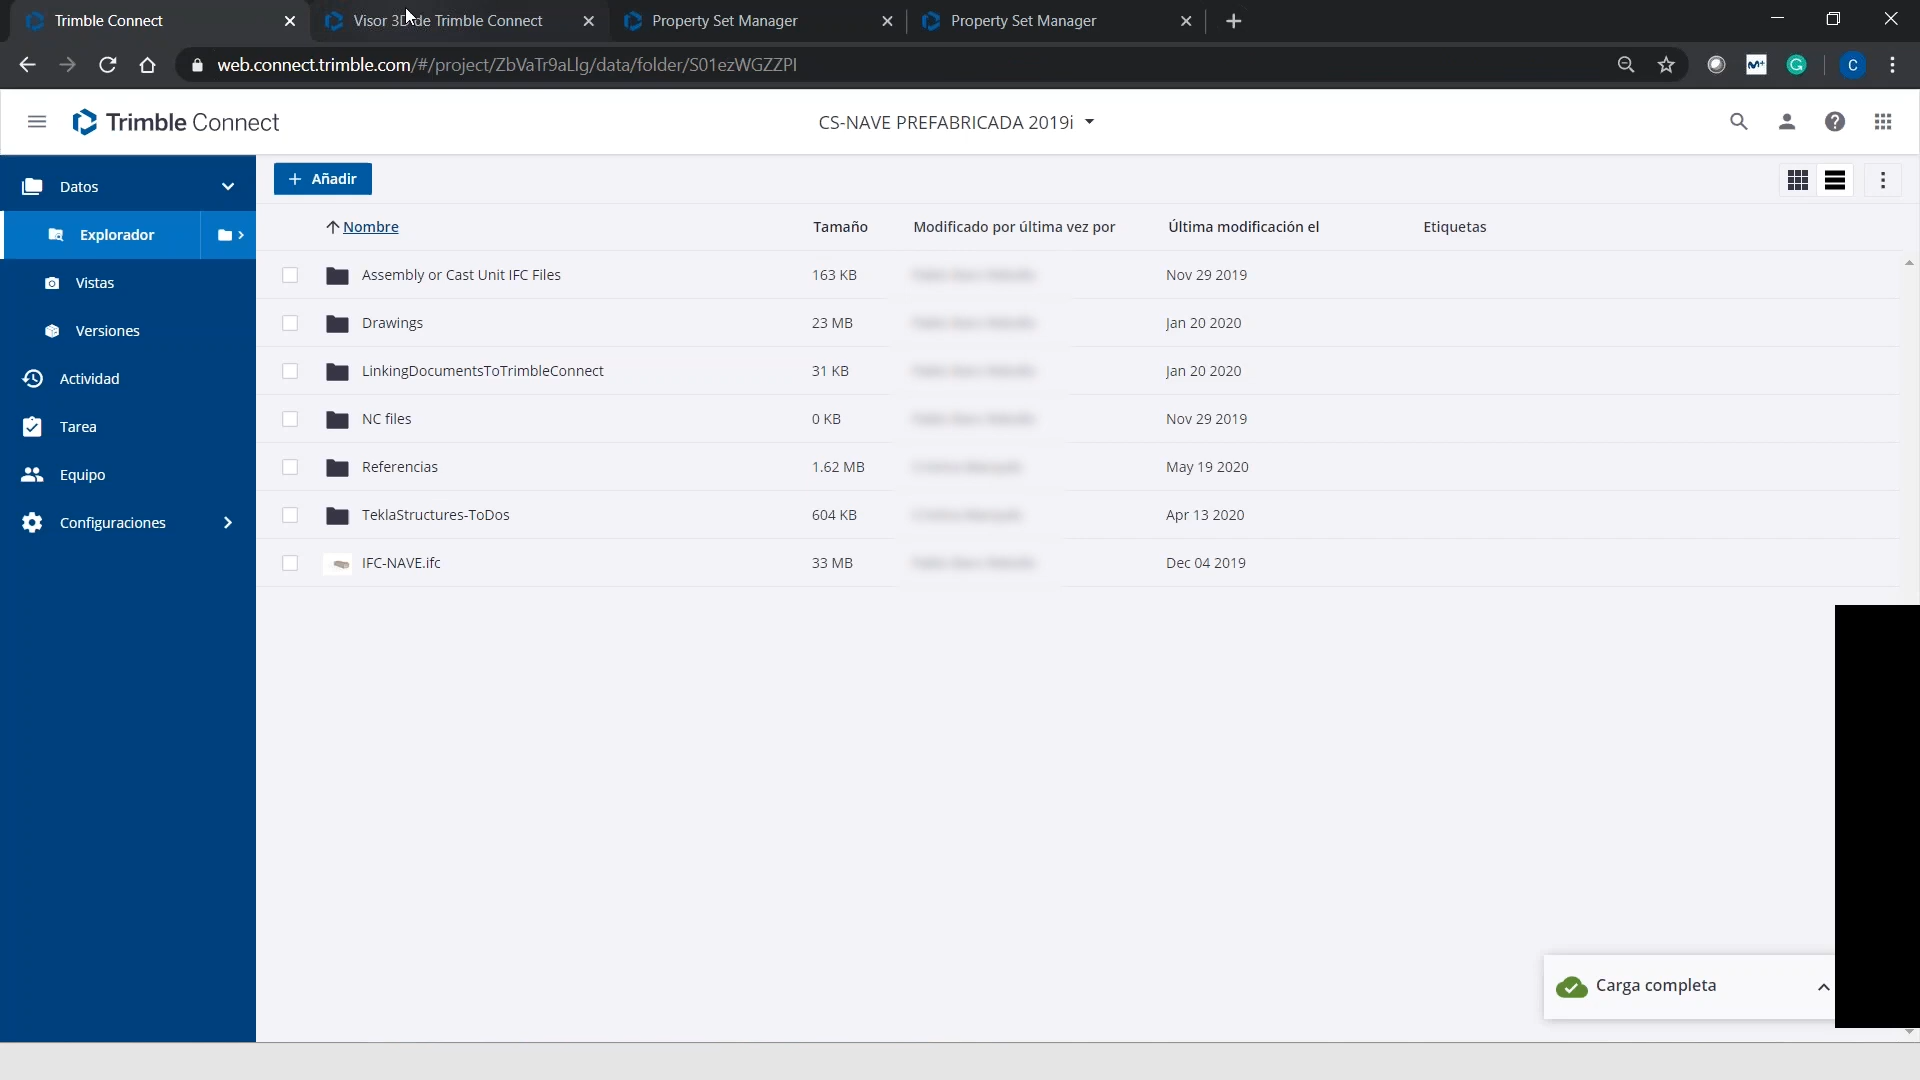 Trimble Connect
Visor 3D de Trimble Connect
Property Set Manager
Property Set Manager
web.connect.trimble.com/#/project/ZbVaTr9aLlg/data/folder/S01ezWGZZPI
C
Trimble Connect
CS-NAVE PREFABRICADA 2019i
Datos
Explorador
Vistas
Versiones
Actividad
Tarea
Equipo
Configuraciones
+ Añadir
Nombre Tamaño Modificado por última vez por Última modificación el Etiquetas
Assembly or Cast Unit IFC Files 163 KB Nov 29 2019
Drawings 23 MB Jan 20 2020
LinkingDocumentsToTrimbleConnect 31 KB Jan 20 2020
NC files 0 KB Nov 29 2019
Referencias 1.62 MB May 19 2020
TeklaStructures-ToDos 604 KB Apr 13 2020
IFC-NAVE.ifc 33 MB Dec 04 2019
Carga completa